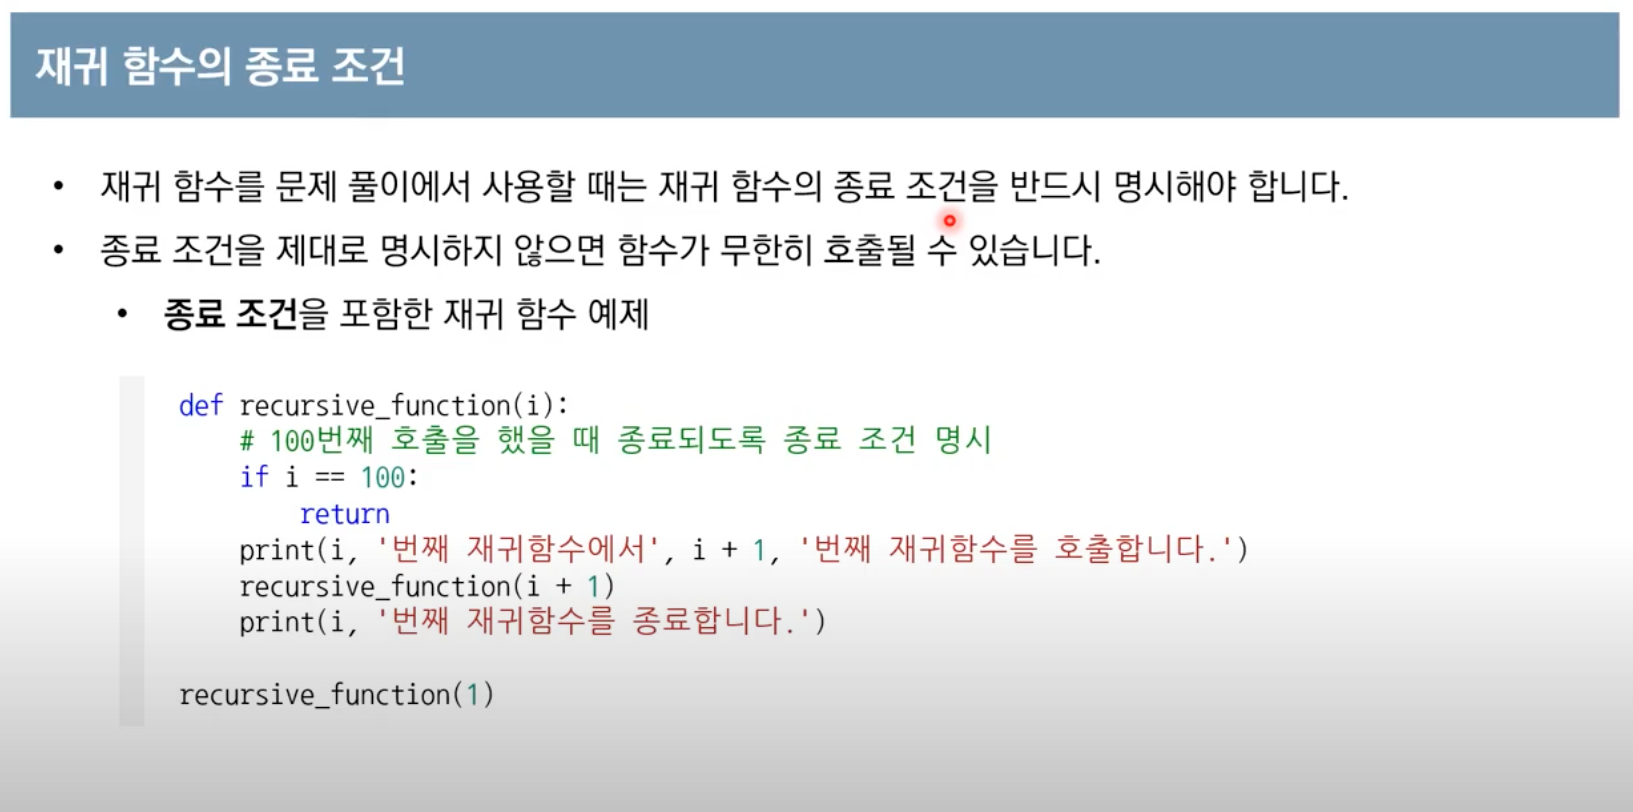 재귀 함수의 종료 조건
• 재귀 함수를 문제 풀이에서 사용할 때는 재귀 함수의 종료 조건을 반드시 명시해야 합니다.
• 종료 조건을 제대로 명시하지 않으면 함수가 무한히 호출될 수 있습니다.
• 종료 조건을 포함한 재귀 함수 예제
def recursive_function(i):
    # 100번째 호출을 했을 때 종료되도록 종료 조건 명시
    if i == 100:
        return
    print(i, '번째 재귀함수에서', i + 1, '번째 재귀함수를 호출합니다.')
    recursive_function(i + 1)
    print(i, '번째 재귀함수를 종료합니다.')
recursive_function(1)